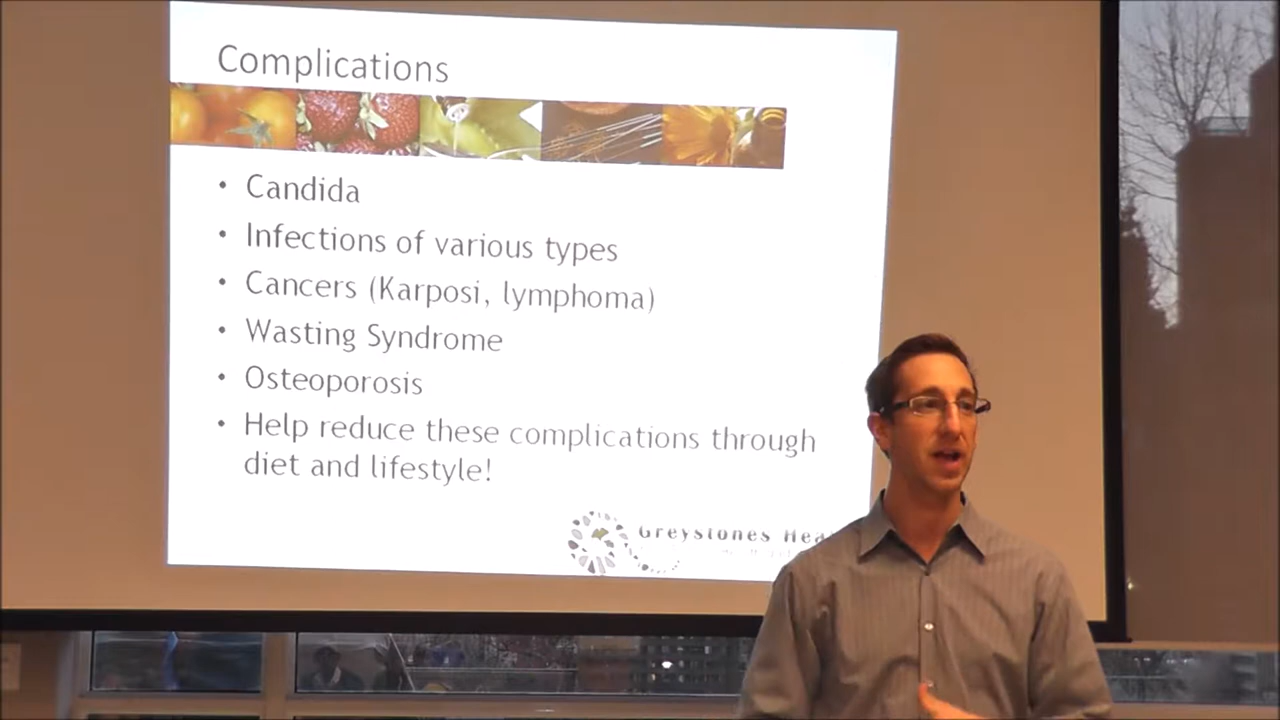 Complications
• Candida
• Infections of various types
• Cancers (Karposi, lymphoma)
• Wasting Syndrome
• Osteoporosis
• Help reduce these complications through
diet and lifestyle!
Greystones